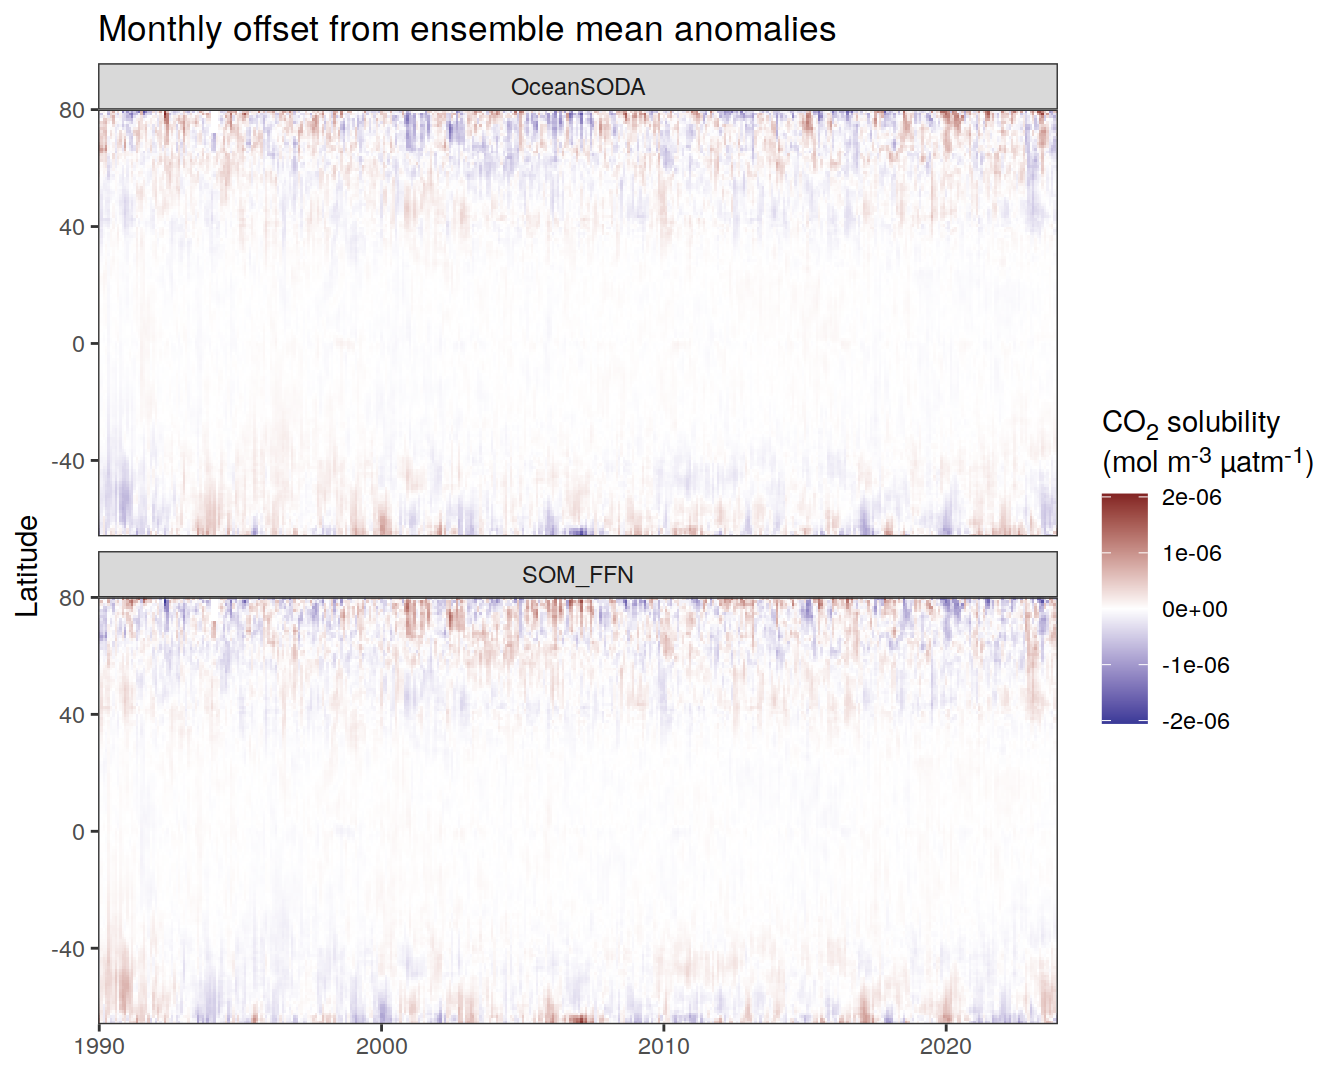 Monthly offset from ensemble mean anomalies
OceanSODA
80
40
0
-40
SOM_FFN
80
40
0
-40
1990 2000 2010 2020
Latitude
CO₂ solubility
(mol m⁻³ µatm⁻¹)
2e-06
1e-06
0e+00
-1e-06
-2e-06